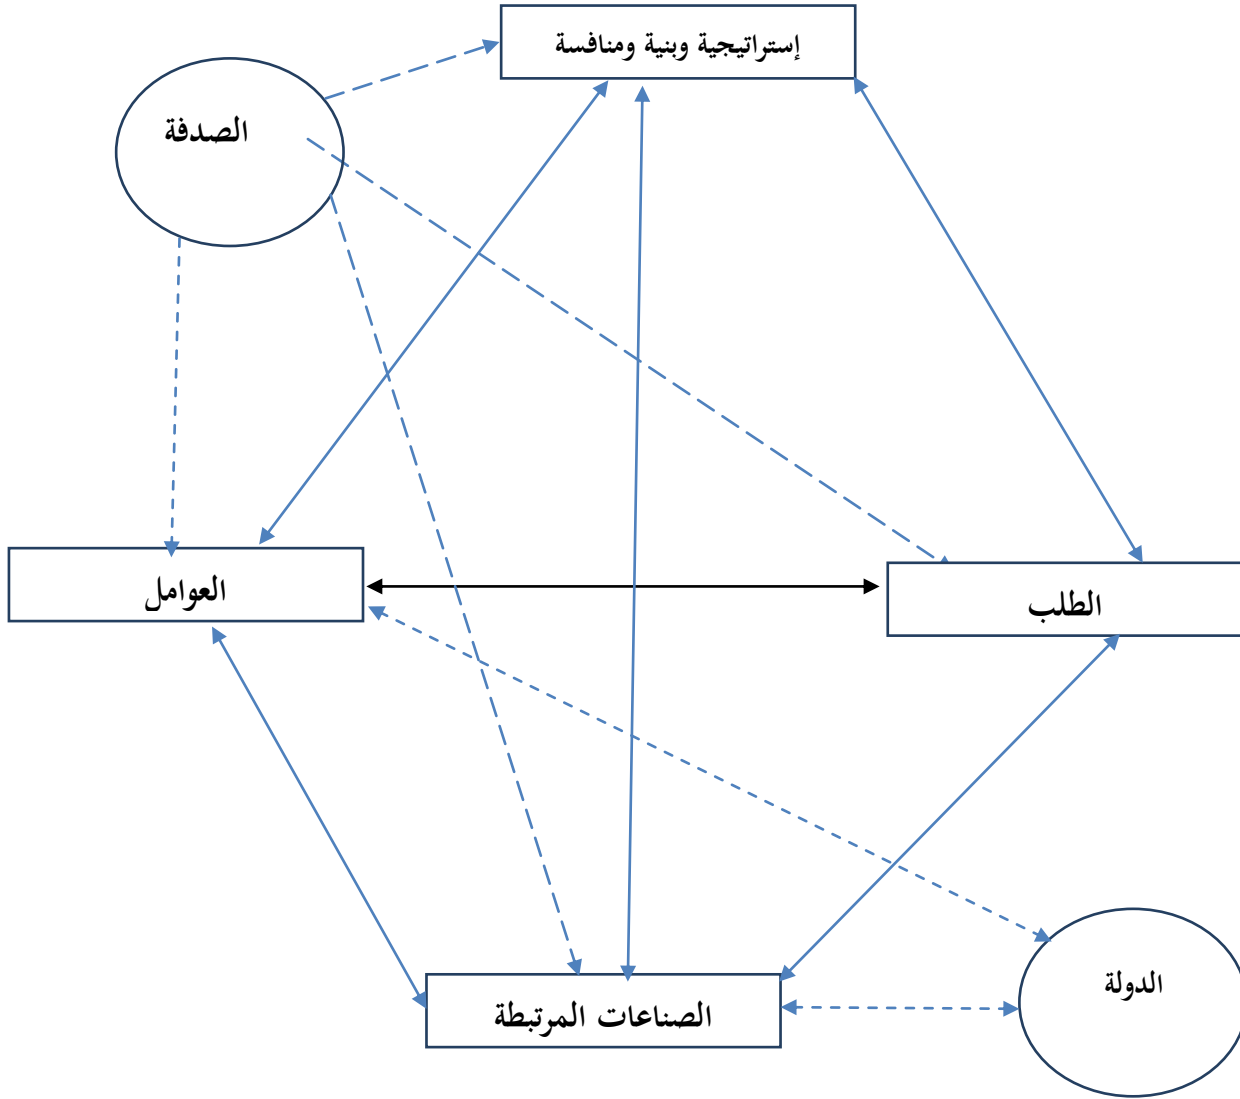 إستراتيجية وبنية ومنافسة
الصدفة
العوامل
الطلب
الدولة
الصناعات المرتبطة